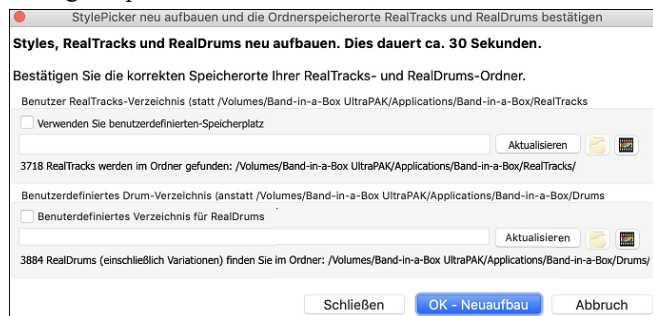 StylePicker neu aufbauen und die Ordnerspeicherorte RealTracks und RealDrums bestätigen
Styles, RealTracks und RealDrums neu aufbauen. Dies dauert ca. 30 Sekunden.
Bestätigen Sie die korrekten Speicherorte Ihrer RealTracks- und RealDrums-Ordner.
Benutzer RealTracks-Verzeichnis (statt /Volumes/Band-in-a-Box UltraPAK/Applications/Band-in-a-Box/RealTracks
Verwenden Sie benutzerdefinierten-Speicherplatz
Aktualisieren
3718 RealTracks werden im Ordner gefunden: /Volumes/Band-in-a-Box UltraPAK/Applications/Band-in-a-Box/RealTracks/
Benutzerdefiniertes Drum-Verzeichnis (anstatt /Volumes/Band-in-a-Box UltraPAK/Applications/Band-in-a-Box/Drums
Benuterdefiniertes Verzeichnis für RealDrums
Aktualisieren
3884 RealDrums (einschließlich Variationen) finden Sie im Ordner: /Volumes/Band-in-a-Box UltraPAK/Applications/Band-in-a-Box/Drums/
Schließen OK - Neuaufbau Abbruch